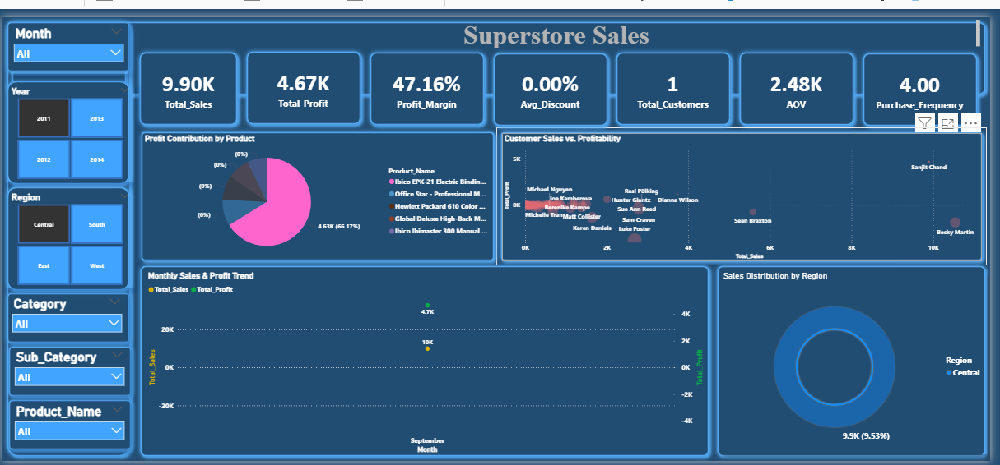 Superstore Sales
Month
All
Year
2011
2013
2012
2014
Region
Central
South
East
West
Category
All
Sub_Category
All
Product_Name
All
9.90K
Total_Sales
4.67K
Total_Profit
47.16%
Profit_Margin
0.00%
Avg_Discount
1
Total_Customers
2.48K
AOV
4.00
Purchase_Frequency
Profit Contribution by Product
(0%)
(0%)
(0%)
(0%)
4.63K (66.17%)
Product_Name
Ibico EPK-21 Electric Bindin...
Office Star - Professional M...
Hewlett Packard 610 Color ...
Global Deluxe High-Back M...
Ibico Ibimaster 300 Manual ...
Customer Sales vs. Profitability
Total_Profit
5K
0K
Sanjit Chand
Michael Nguyen
Resi Pölking
Joe Kamberova
Hunter Glantz
Dianna Wilson
Berenike Kampe
Sue Ann Reed
Michelle Tran
Matt Collister
Sam Craven
Sean Braxton
Karen Daniels
Luke Foster
Becky Martin
0K
2K
4K
6K
8K
10K
Total_Sales
Monthly Sales & Profit Trend
Total_Sales
Total_Profit
4.7K
10K
20K
0K
-20K
Total_Sales
4K
2K
0K
-2K
-4K
Total_Profit
September
Month
Sales Distribution by Region
Region
Central
9.9K (9.53%)